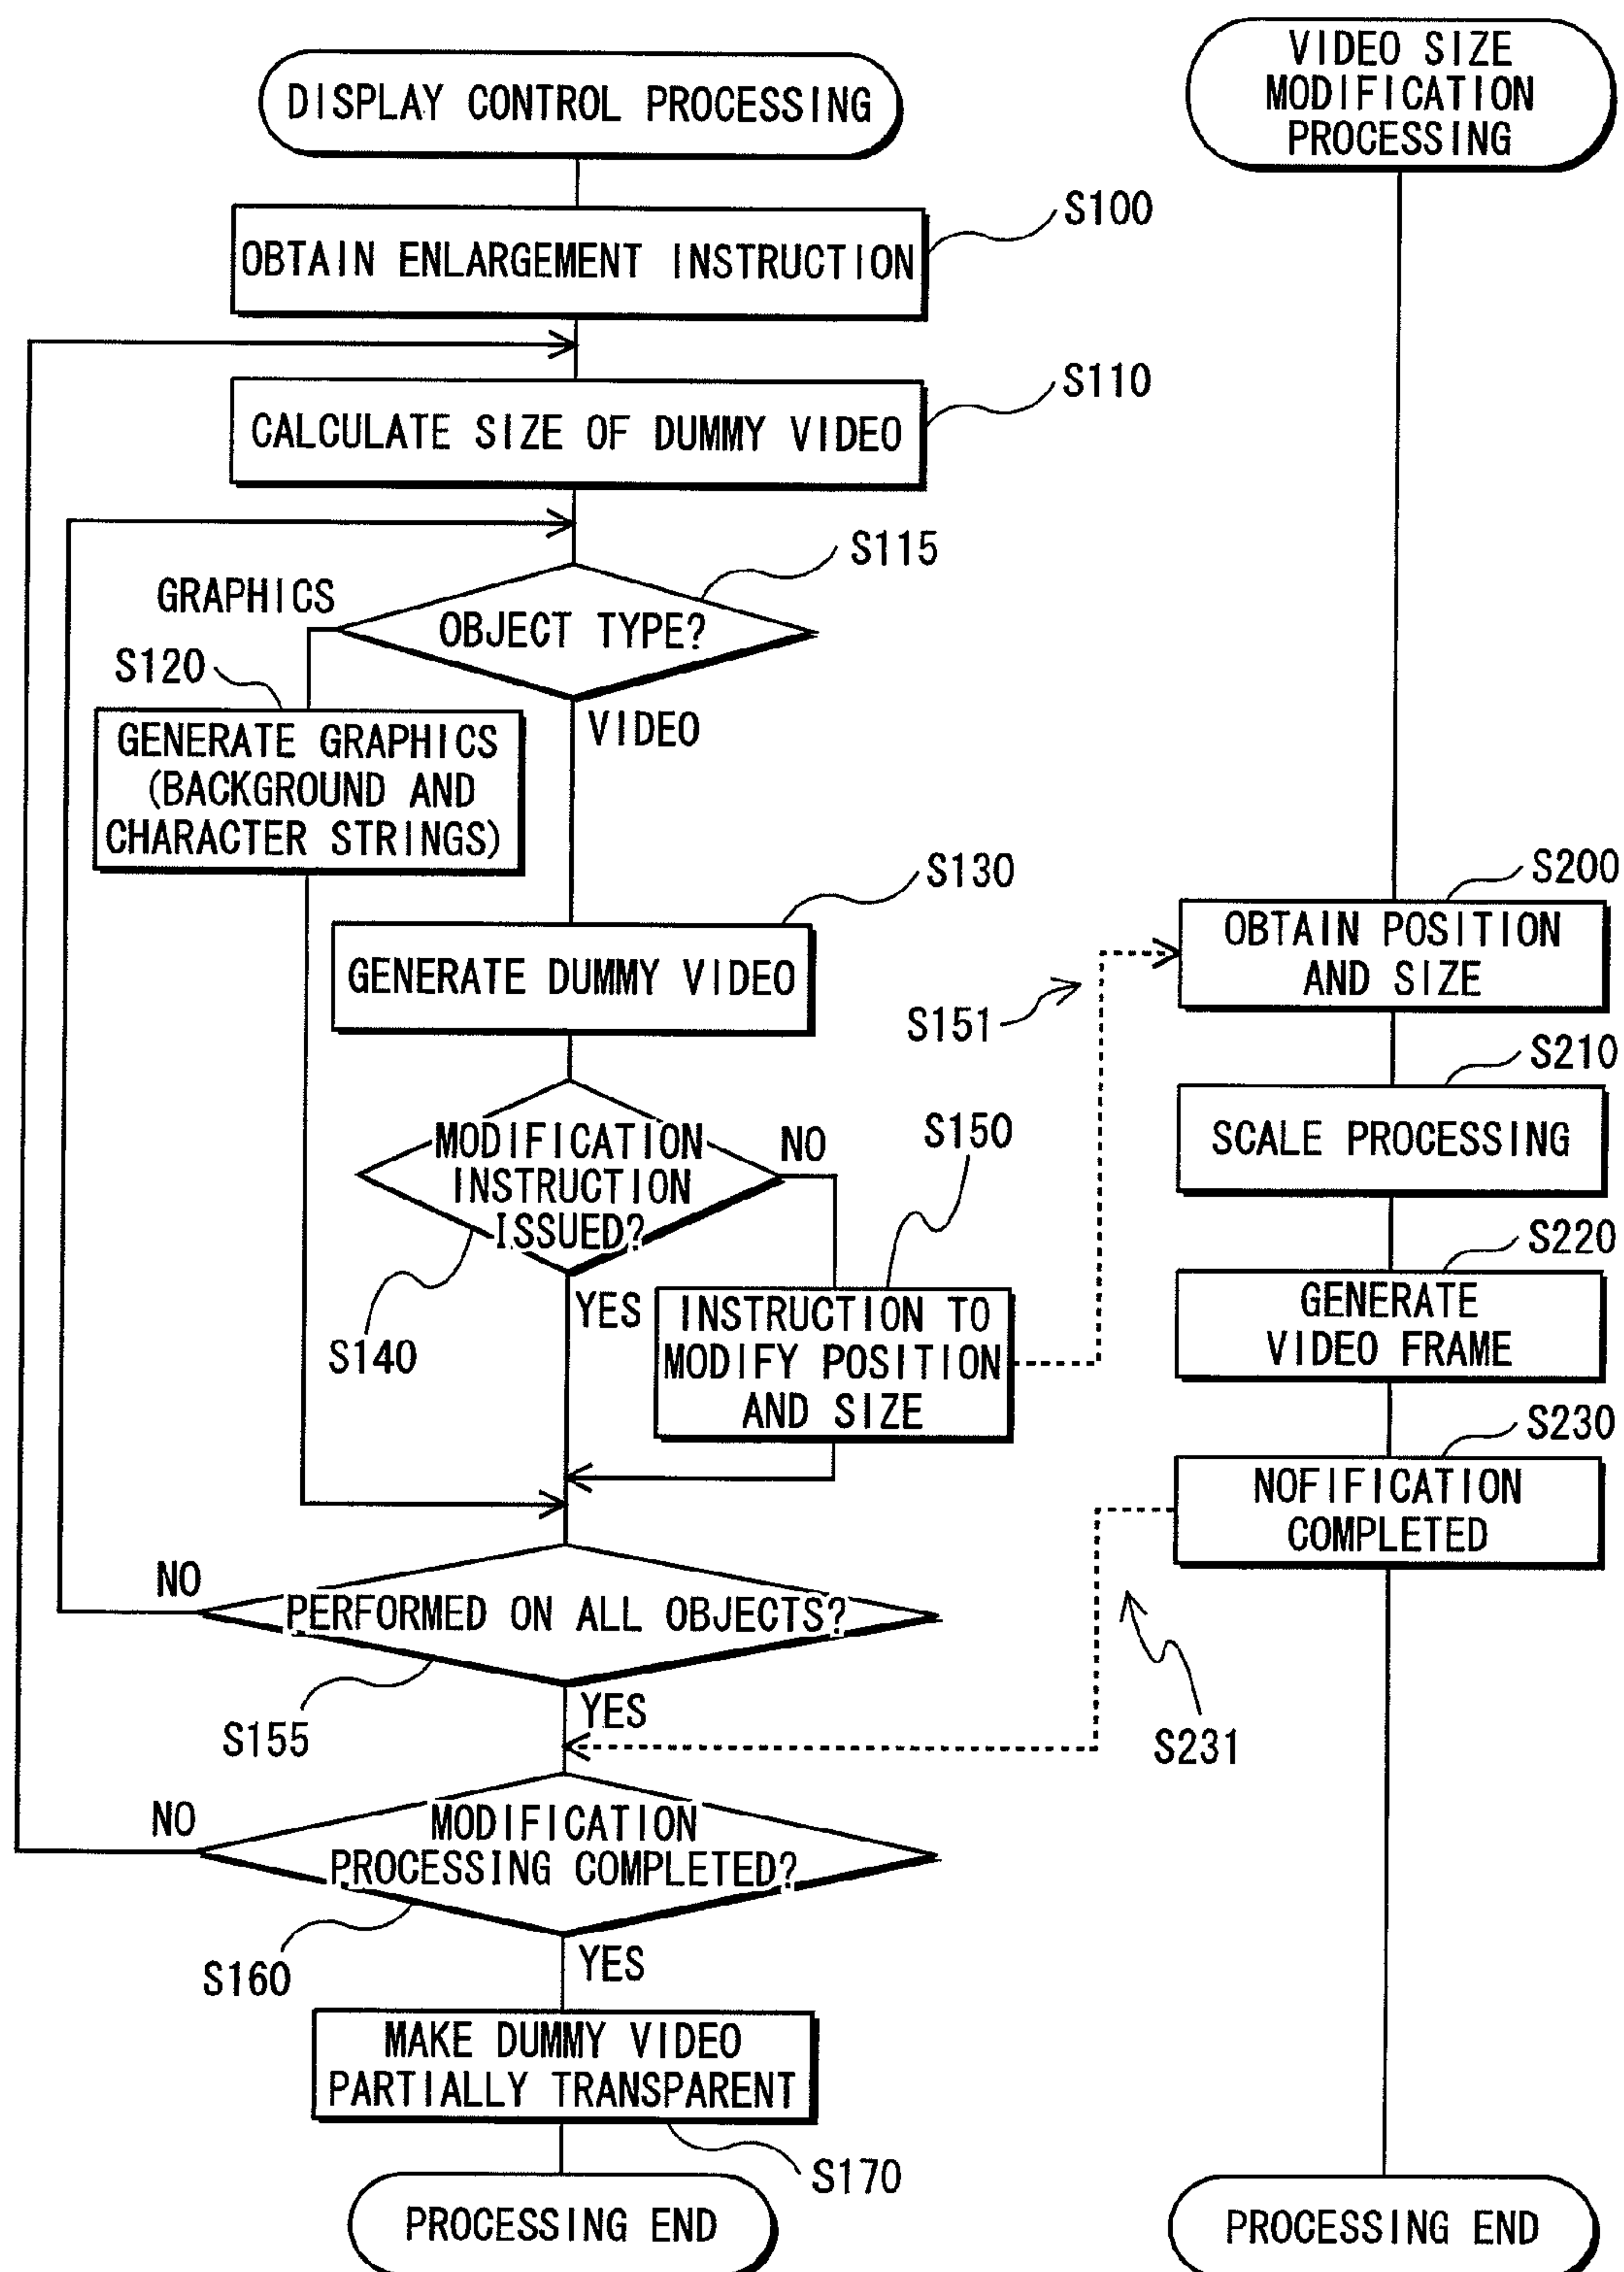 DISPLAY CONTROL PROCESSING
S100
OBTAIN ENLARGEMENT INSTRUCTION
S110
CALCULATE SIZE OF DUMMY VIDEO
S115
GRAPHICS
OBJECT TYPE?
S120
VIDEO
GENERATE GRAPHICS
(BACKGROUND AND
CHARACTER STRINGS)
S130
GENERATE DUMMY VIDEO
S151
MODIFICATION
INSTRUCTION
ISSUED?
NO
S150
YES
S140
INSTRUCTION TO
MODIFY POSITION
AND SIZE
NO
PERFORMED ON ALL OBJECTS?
S155
YES
NO
MODIFICATION
PROCESSING COMPLETED?
S160
YES
MAKE DUMMY VIDEO
PARTIALLY TRANSPARENT
S170
PROCESSING END
VIDEO SIZE
MODIFICATION
PROCESSING
S200
OBTAIN POSITION
AND SIZE
S210
SCALE PROCESSING
S220
GENERATE
VIDEO FRAME
S230
NOFIFICATION
COMPLETED
S231
PROCESSING END